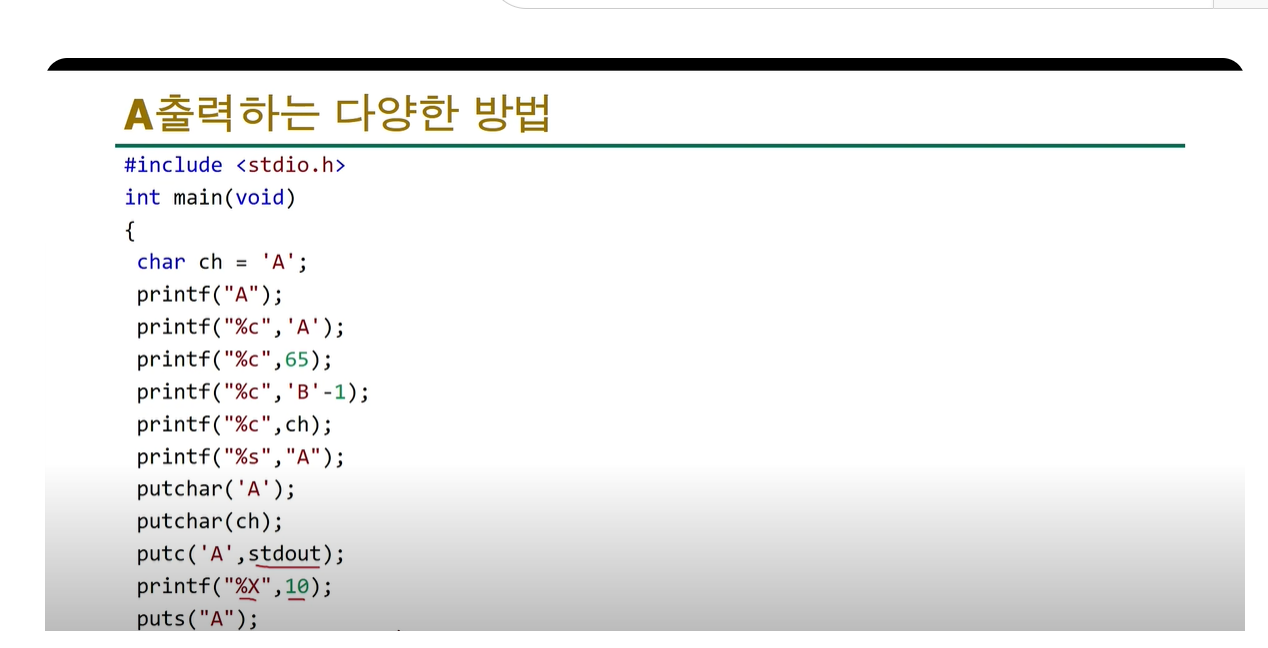 A출력하는 다양한 방법
#include <stdio.h>
int main(void)
{
char ch = 'A';
printf("A");
printf("%c",'A');
printf("%c",65);
printf("%c",'B'-1);
printf("%c",ch);
printf("%s","A");
putchar('A');
putchar(ch);
putc('A',stdout);
printf("%X",10);
puts("A");